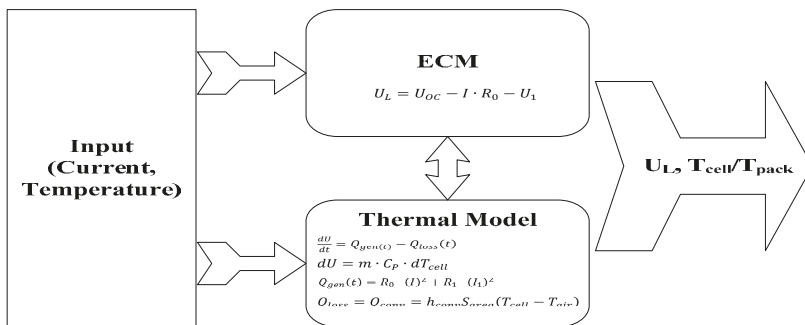 Input
(Current,
Temperature)
ECM
U_L = U_OC − I · R_0 − U_1
Thermal Model
dU/dt = Q_gen(t) − Q_loss(t)
dU = m · C_P · dT_cell
Q_gen(t) = R_0 (I)^2 + R_1 (I_1)^2
Q_loss = Q_conv = h_conv S_area (T_cell − T_air)
U_L, T_cell/T_pack